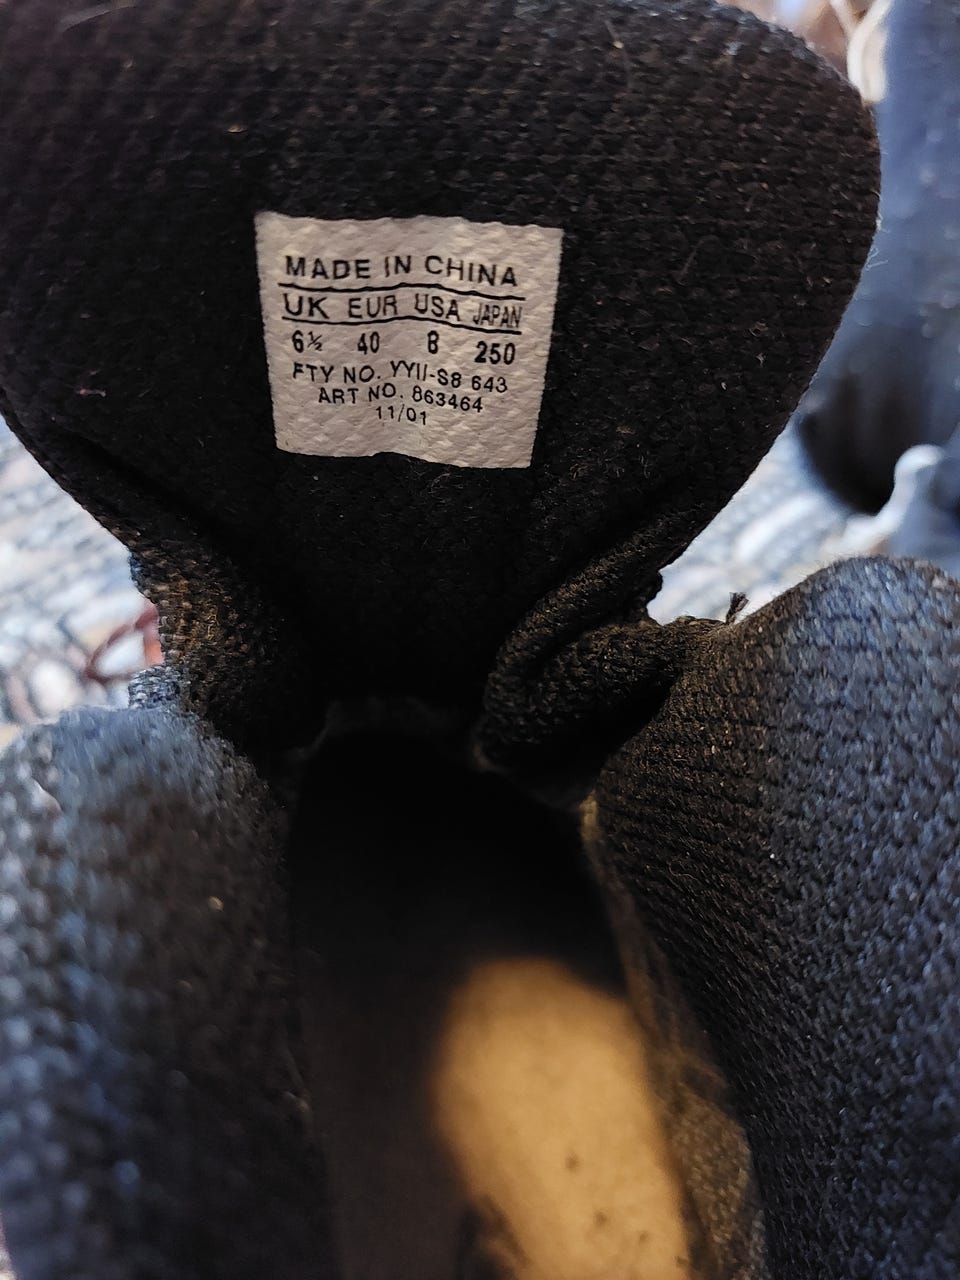 MADE IN CHINA
UK EUR USA JAPAN
6½ 40 8 250
FTY NO. YYII-S8 643
ART NO. 863464
11/01